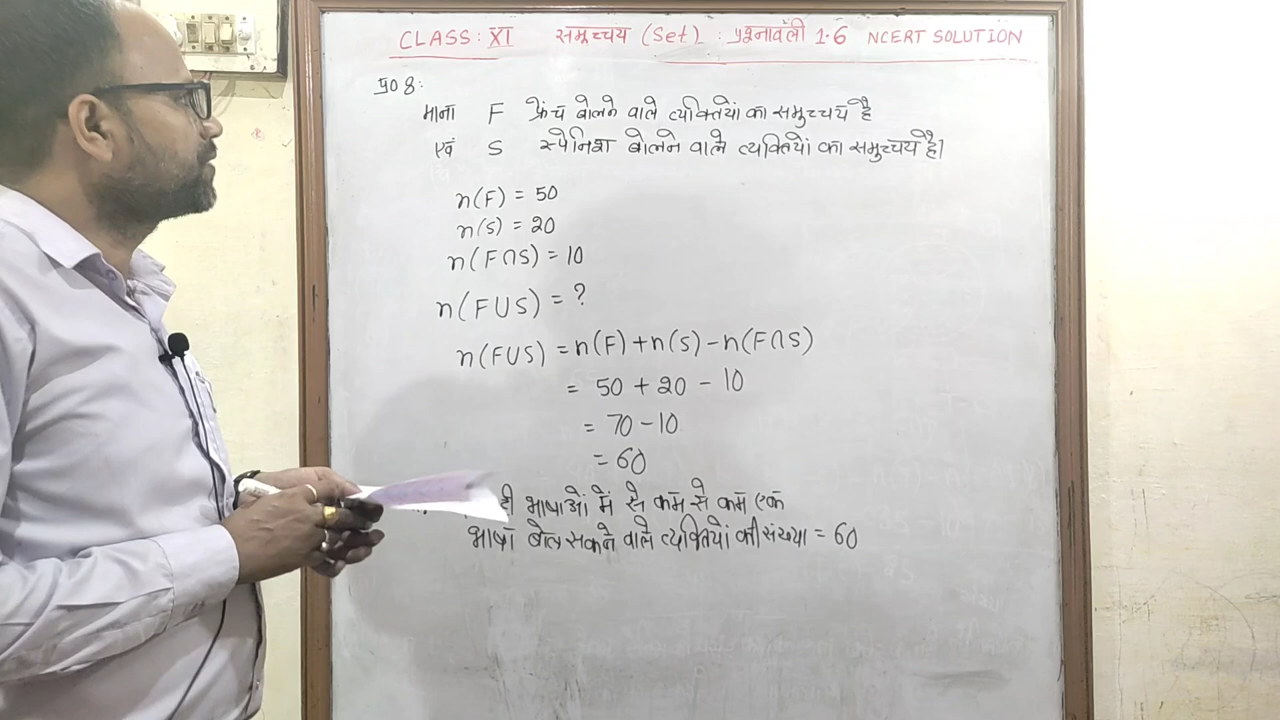 CLASS: XI समुच्चय (Set) : प्रश्नावली 1.6 NCERT SOLUTION
प्र० 8:
माना F फ्रेंच बोलने वाले व्यक्तियों का समुच्चय है
एवं S स्पेनिश बोलने वाले व्यक्तियों का समुच्चय है।
n(F) = 50
n(S) = 20
n(F∩S) = 10
n(F∪S) = ?
n(F∪S) = n(F)+n(S)-n(F∩S)
= 50 + 20 - 10
= 70 - 10
= 60
भाषाओं में से कम से कम एक
भाषा बोल सकने वाले व्यक्तियों की संख्या = 60